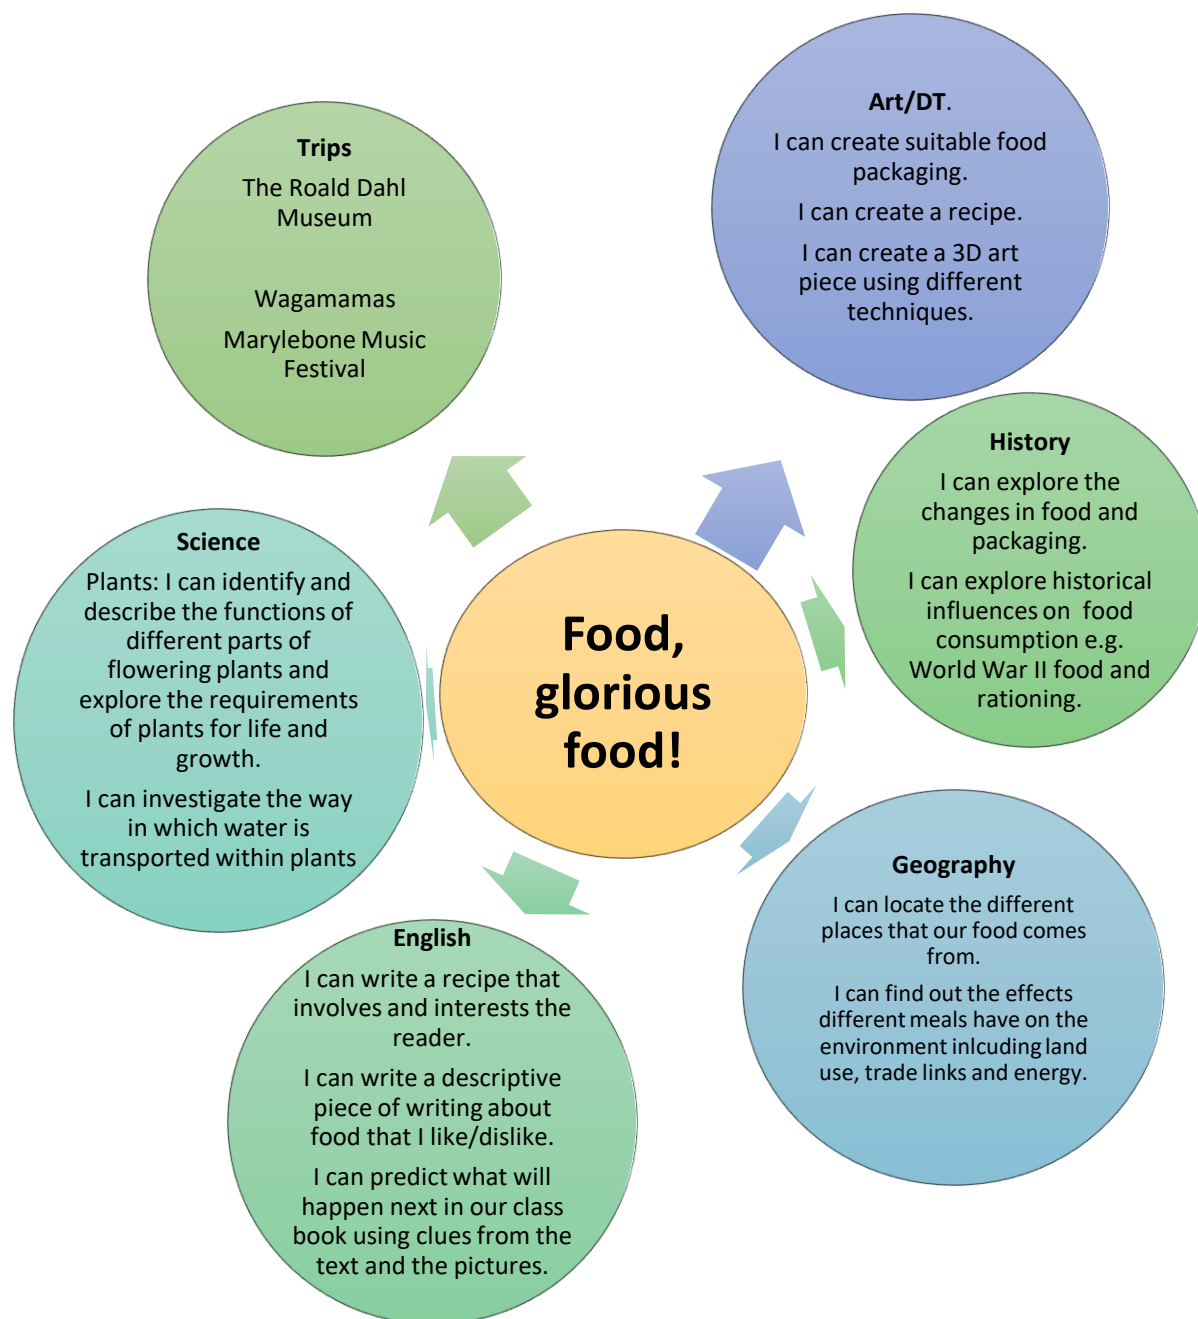 Trips
The Roald Dahl
Museum
Wagamamas
Marylebone Music
Festival
Art/DT.
I can create suitable food
packaging.
I can create a recipe.
I can create a 3D art
piece using different
techniques.
History
I can explore the
changes in food and
packaging.
I can explore historical
influences on food
consumption e.g.
World War II food and
rationing.
Science
Plants: I can identify and
describe the functions of
different parts of
flowering plants and
explore the requirements
of plants for life and
growth.
I can investigate the way
in which water is
transported within plants
Food,
glorious
food!
Geography
I can locate the different
places that our food comes
from.
I can find out the effects
different meals have on the
environment inlcuding land
use, trade links and energy.
English
I can write a recipe that
involves and interests the
reader.
I can write a descriptive
piece of writing about
food that I like/dislike.
I can predict what will
happen next in our class
book using clues from the
text and the pictures.